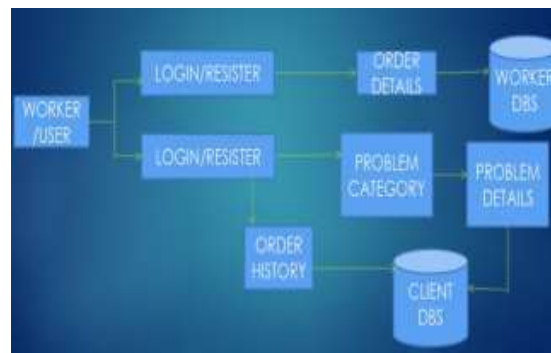 LOGIN/RESISTER
ORDER
DETAILS
WORKER
DBS
WORKER
/USER
LOGIN/RESISTER
PROBLEM
CATEGORY
PROBLEM
DETAILS
ORDER
HISTORY
CLIENT
DBS